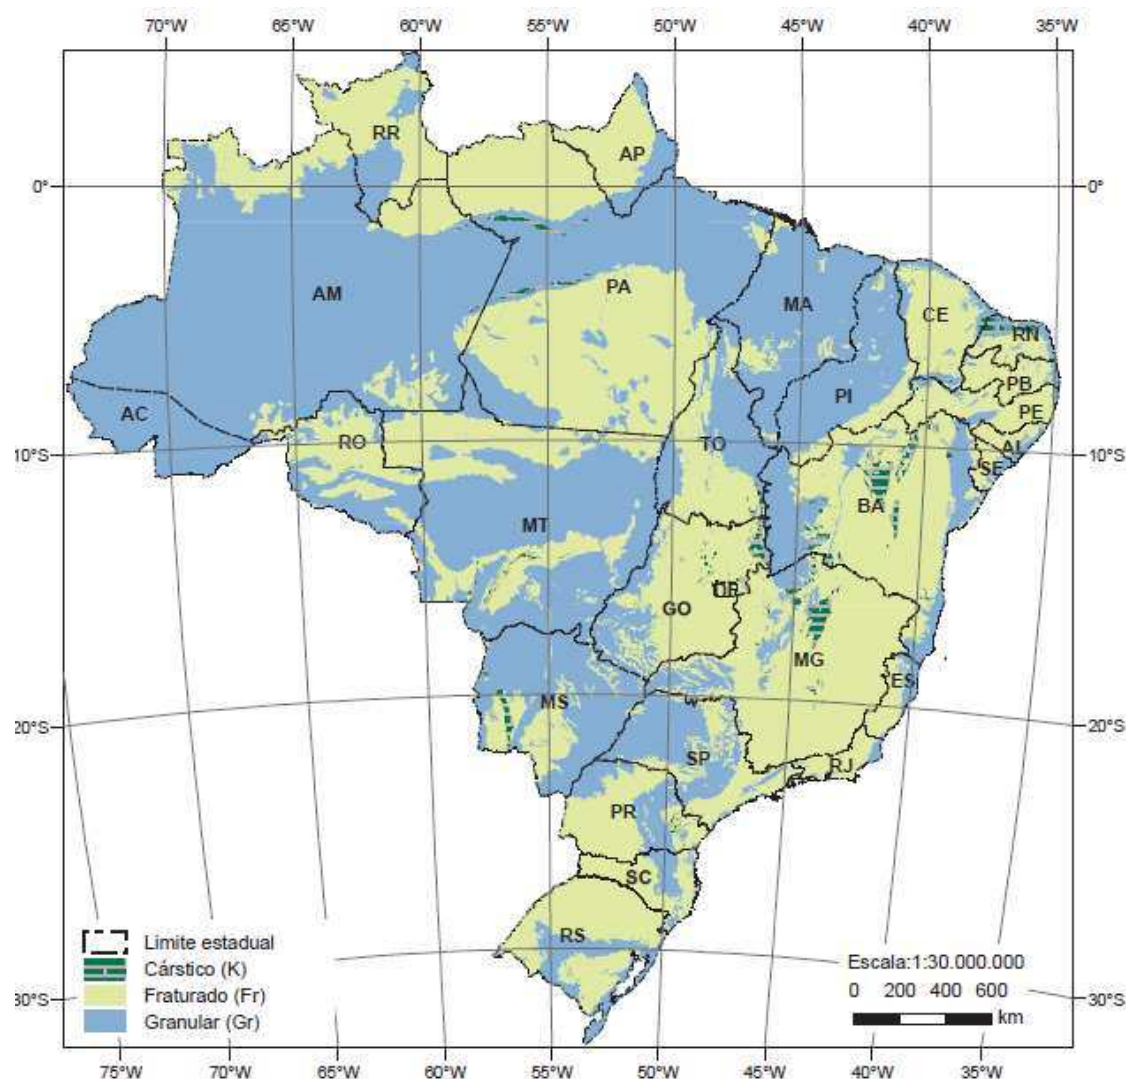 70°W 65°W 60°W 55°W 50°W 45°W 40°W 35°W
RR
AP
0° 0°
AM
PA
MA
CE
RN
PB
PE
PI
AC
RO
TO
AL
SE
10°S 10°S
BA
MT
DF
GO
MG
ES
MS
20°S 20°S
SP
RJ
PR
SC
RS
Limite estadual
Cárstico (K)
Fraturado (Fr)
Granular (Gr)
Escala:1:30.000.000
0 200 400 600
km
30°S 30°S
75°W 70°W 65°W 60°W 55°W 50°W 45°W 40°W 35°W